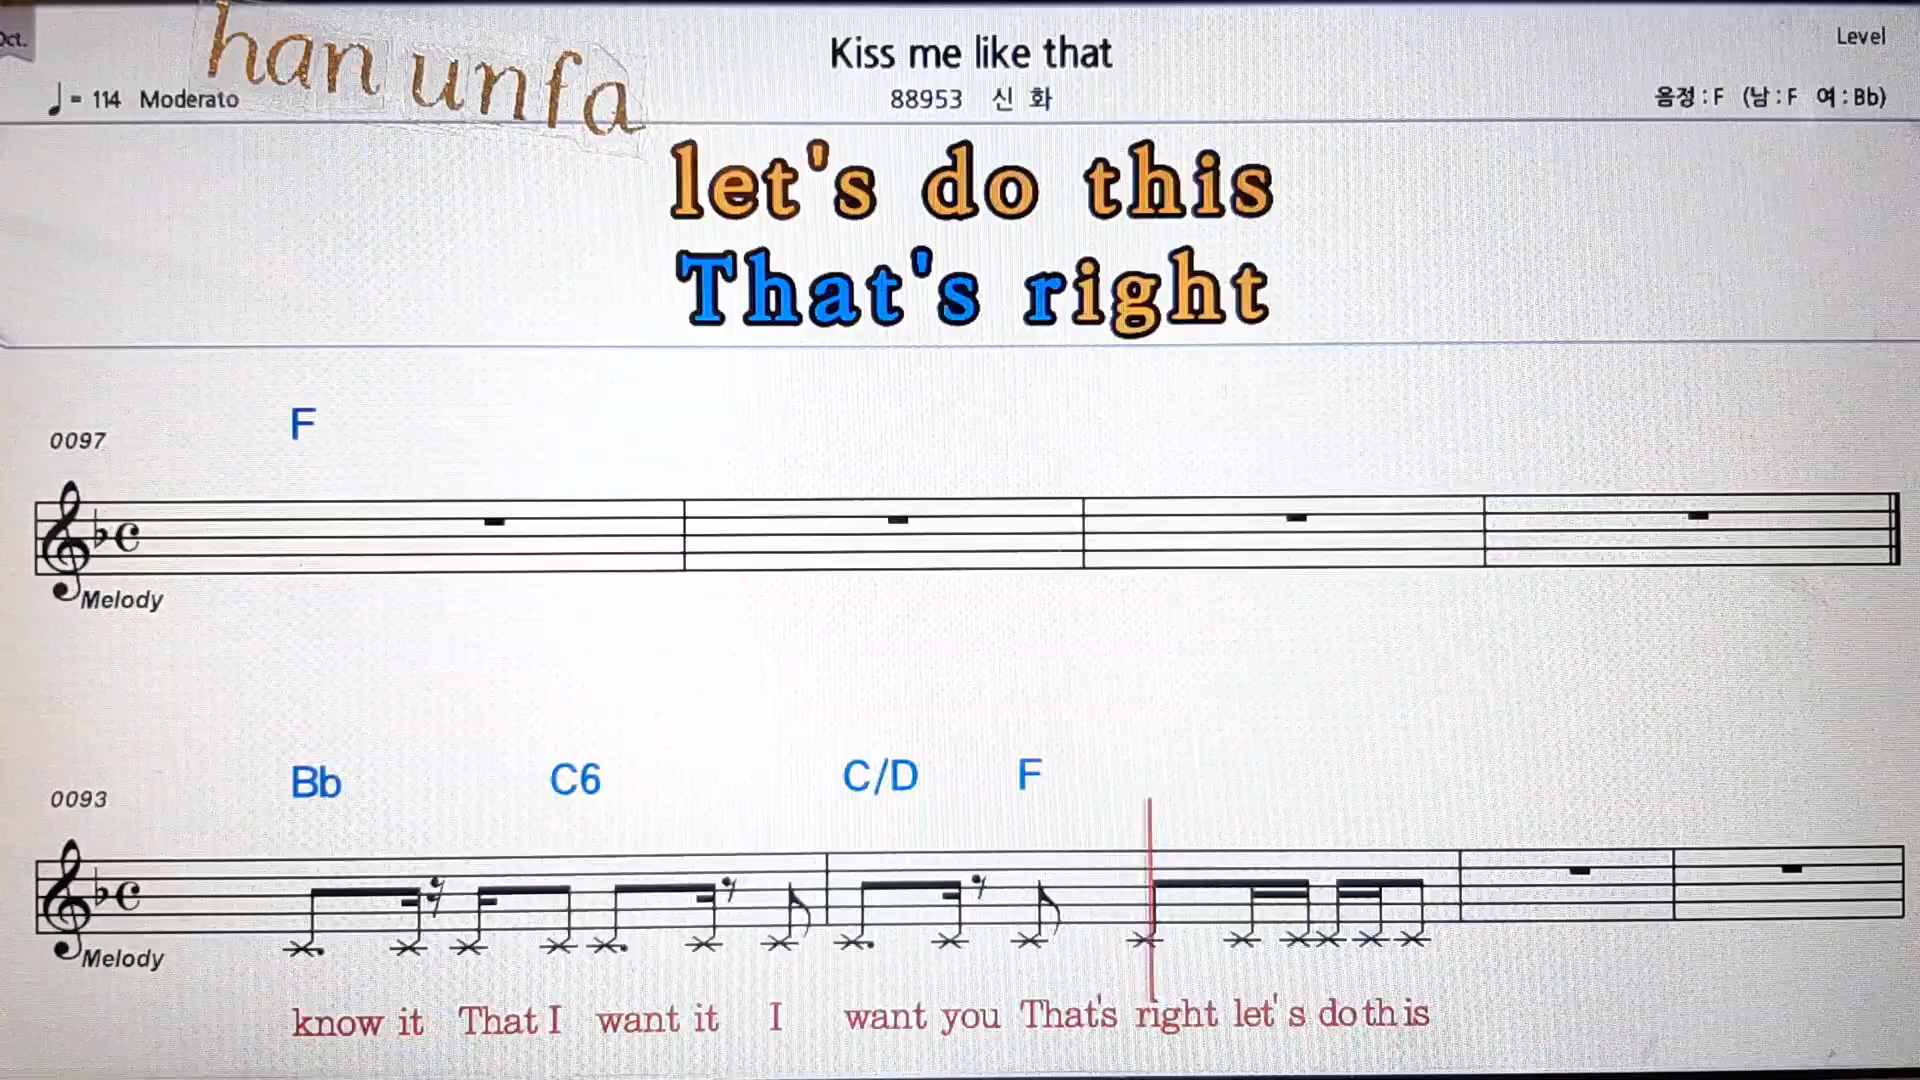 Oct.
han unfa
Kiss me like that
Level
♩= 114 Moderato
88953 신 화
음정 : F (남 : F 여 : Bb)
let's do this
That's right
F
0097
Melody
Bb C6 C/D F
0093
Melody
know it That I want it I want you That's right let's do this